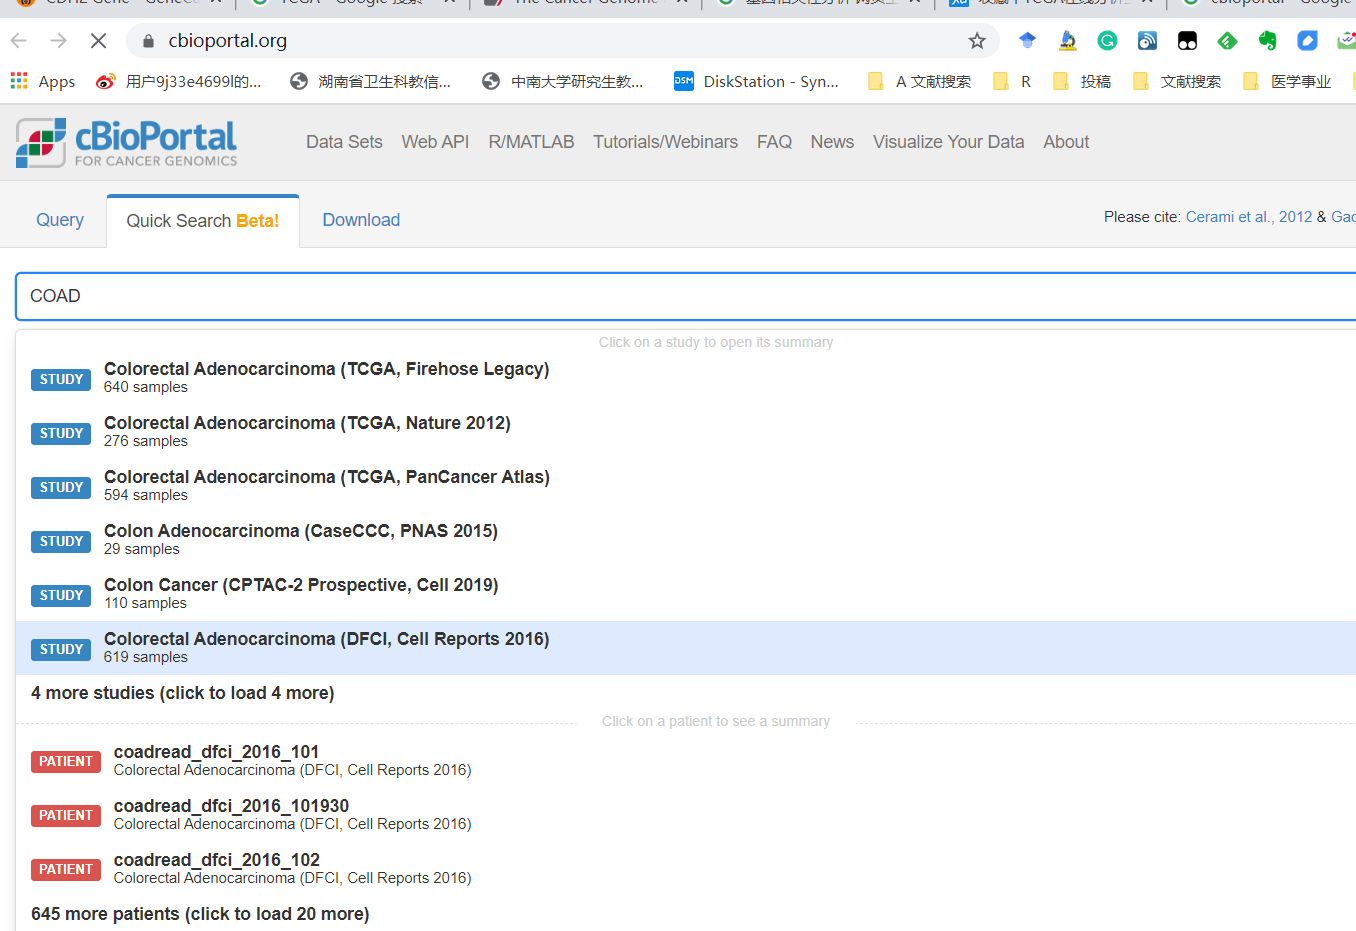 cbioportal.org
Apps 用户9j33e4699l的... 湖南省卫生科教信... 中南大学研究生教... DSM DiskStation - Syn... A 文献搜索 R 投稿 文献搜索 医学事业
cBioPortal
FOR CANCER GENOMICS
Data Sets Web API R/MATLAB Tutorials/Webinars FAQ News Visualize Your Data About
Query Quick Search Beta! Download
Please cite: Cerami et al., 2012 & Gao
COAD
Click on a study to open its summary
STUDY Colorectal Adenocarcinoma (TCGA, Firehose Legacy)
640 samples
STUDY Colorectal Adenocarcinoma (TCGA, Nature 2012)
276 samples
STUDY Colorectal Adenocarcinoma (TCGA, PanCancer Atlas)
594 samples
STUDY Colon Adenocarcinoma (CaseCCC, PNAS 2015)
29 samples
STUDY Colon Cancer (CPTAC-2 Prospective, Cell 2019)
110 samples
STUDY Colorectal Adenocarcinoma (DFCI, Cell Reports 2016)
619 samples
4 more studies (click to load 4 more)
Click on a patient to see a summary
PATIENT coadread_dfci_2016_101
Colorectal Adenocarcinoma (DFCI, Cell Reports 2016)
PATIENT coadread_dfci_2016_101930
Colorectal Adenocarcinoma (DFCI, Cell Reports 2016)
PATIENT coadread_dfci_2016_102
Colorectal Adenocarcinoma (DFCI, Cell Reports 2016)
645 more patients (click to load 20 more)